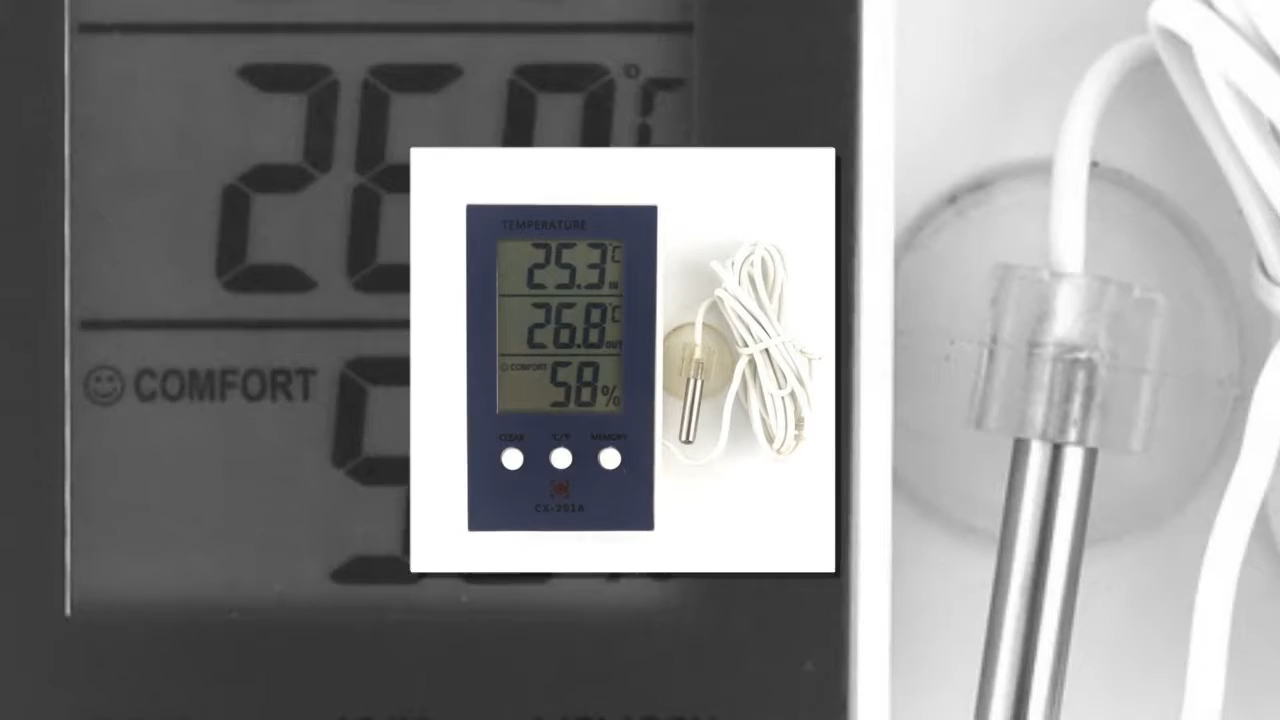 26.0°C
COMFORT
TEMPERATURE
25.3°C
IN
26.8°C
OUT
COMFORT
58%
CLEAR °C/°F MEMORY
CX-201A